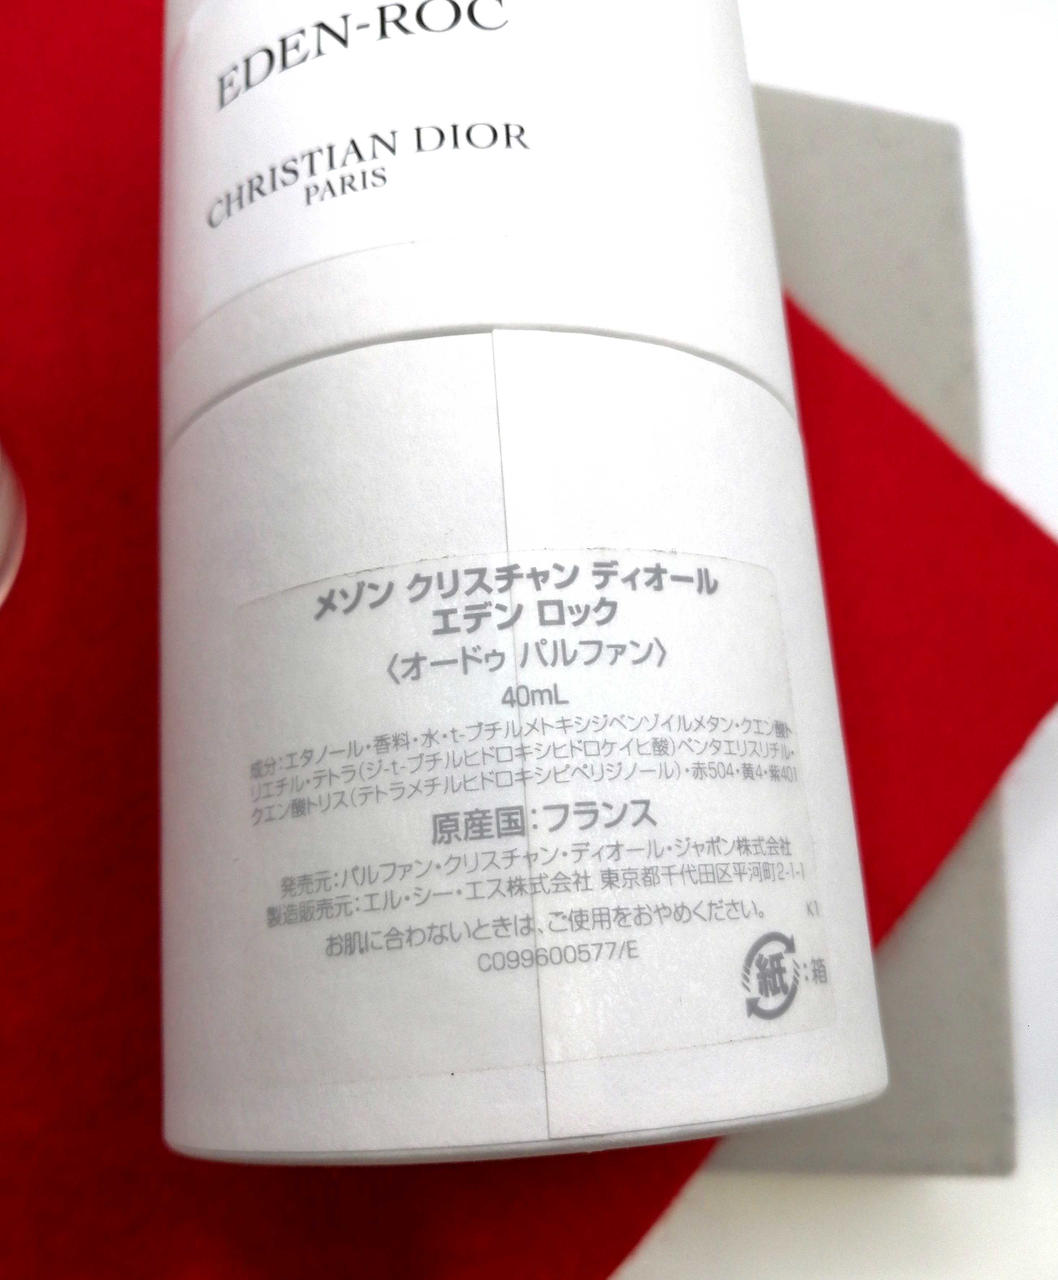 EDEN-ROC
CHRISTIAN DIOR
PARIS
メゾン クリスチャン ディオール
エデン ロック
〈オードゥ パルファン〉
40mL
成分:エタノール・香料・水・t-ブチルメトキシジベンゾイルメタン・クエン酸ト
リエチル・テトラ(ジ-t-ブチルヒドロキシヒドロケイヒ酸)ペンタエリスリチル・
クエン酸トリス(テトラメチルヒドロキシピペリジノール)・赤504・黄4・紫401
原産国:フランス
発売元:パルファン・クリスチャン・ディオール・ジャポン株式会社
製造販売元:エル・シー・エス株式会社 東京都千代田区平河町2-1-1
お肌に合わないときは、ご使用をおやめください。 K1
C099600577/E
紙:箱